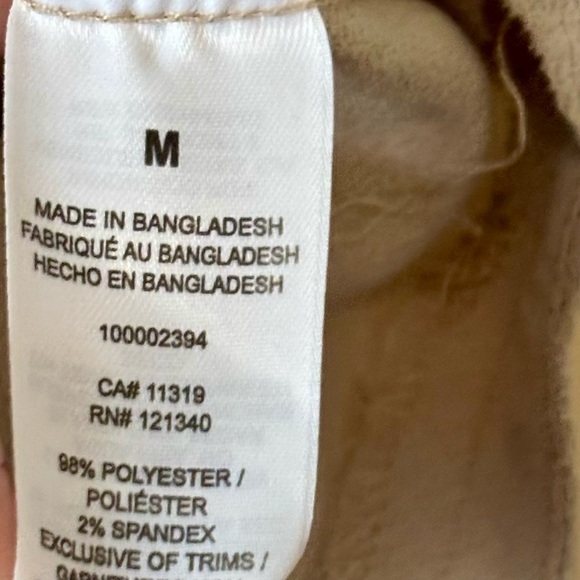 M
MADE IN BANGLADESH
FABRIQUÉ AU BANGLADESH
HECHO EN BANGLADESH
100002394
CA# 11319
RN# 121340
98% POLYESTER /
POLIÉSTER
2% SPANDEX
EXCLUSIVE OF TRIMS /